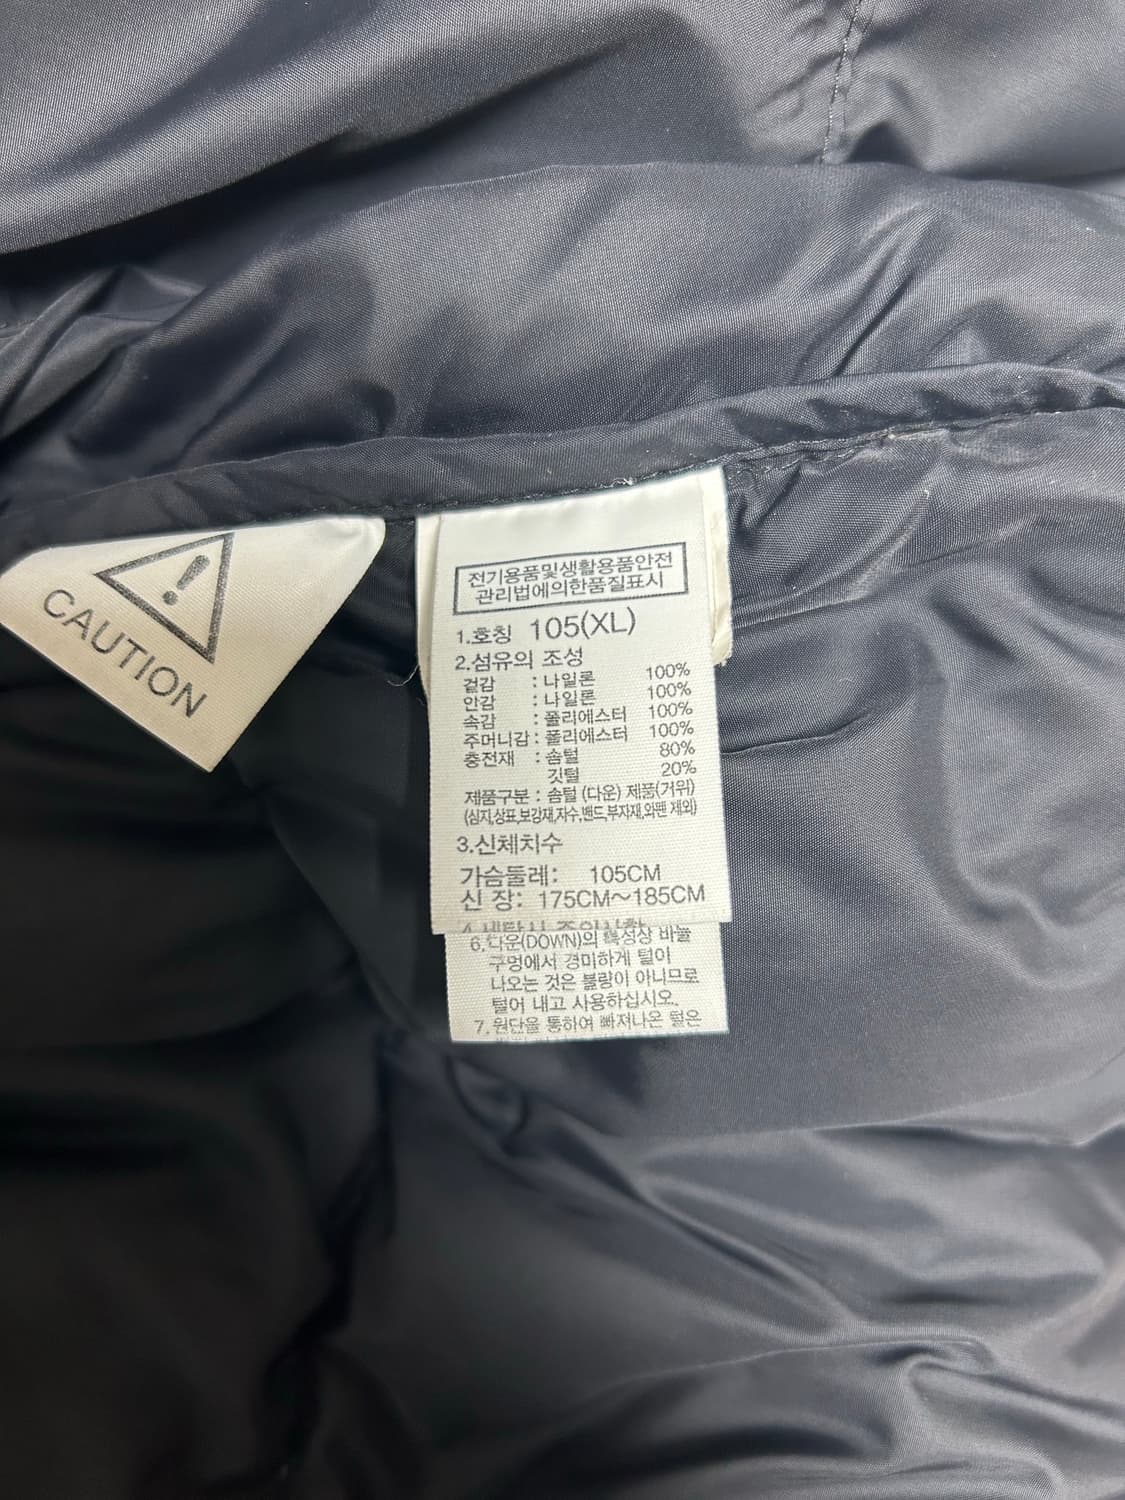 CAUTION
전기용품및생활용품안전
관리법에의한품질표시
1.호칭 105(XL)
2.섬유의 조성
겉감 : 나일론 100%
안감 : 나일론 100%
속감 : 폴리에스터 100%
주머니감 : 폴리에스터 100%
충전재 : 솜털 80%
깃털 20%
제품구분 : 솜털 (다운) 제품(거위)
(심지,상표,보강재,자수,밴드,부자재,와펜 제외)
3.신체치수
가슴둘레: 105CM
신 장: 175CM~185CM
6.다운(DOWN)의 특성상 바늘
구멍에서 경미하게 털이
나오는 것은 불량이 아니므로
털어 내고 사용하십시오.
7.원단을 통하여 빠져나온 털은